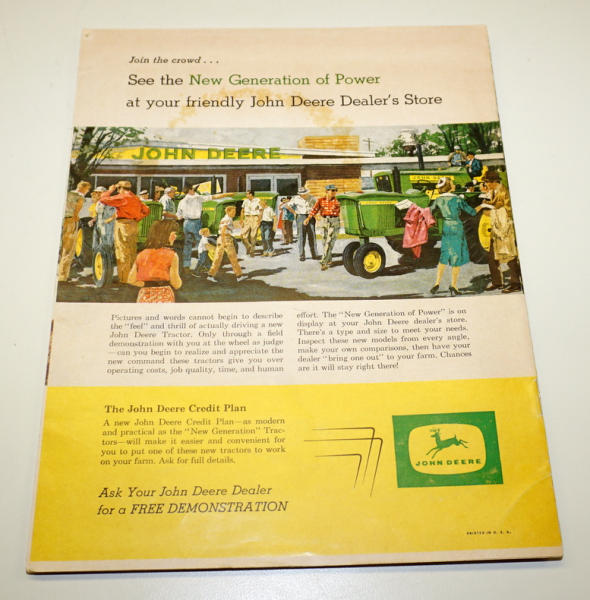 Join the crowd . . .
See the New Generation of Power
at your friendly John Deere Dealer's Store
JOHN DEERE
JOHN DEERE
Pictures and words cannot begin to describe
the "feel" and thrill of actually driving a new
John Deere Tractor. Only through a field
demonstration with you at the wheel as judge
—can you begin to realize and appreciate the
new command these tractors give you over
operating costs, job quality, time, and human
effort. The "New Generation of Power" is on
display at your John Deere dealer's store.
There's a type and size to meet your needs.
Inspect these new models from every angle,
make your own comparisons, then have your
dealer "bring one out" to your farm. Chances
are it will stay right there!
The John Deere Credit Plan
A new John Deere Credit Plan—as modern
and practical as the "New Generation" Trac-
tors—will make it easier and convenient for
you to put one of these new tractors to work
on your farm. Ask for full details.
Ask Your John Deere Dealer
for a FREE DEMONSTRATION
JOHN DEERE
PRINTED IN U. S. A.